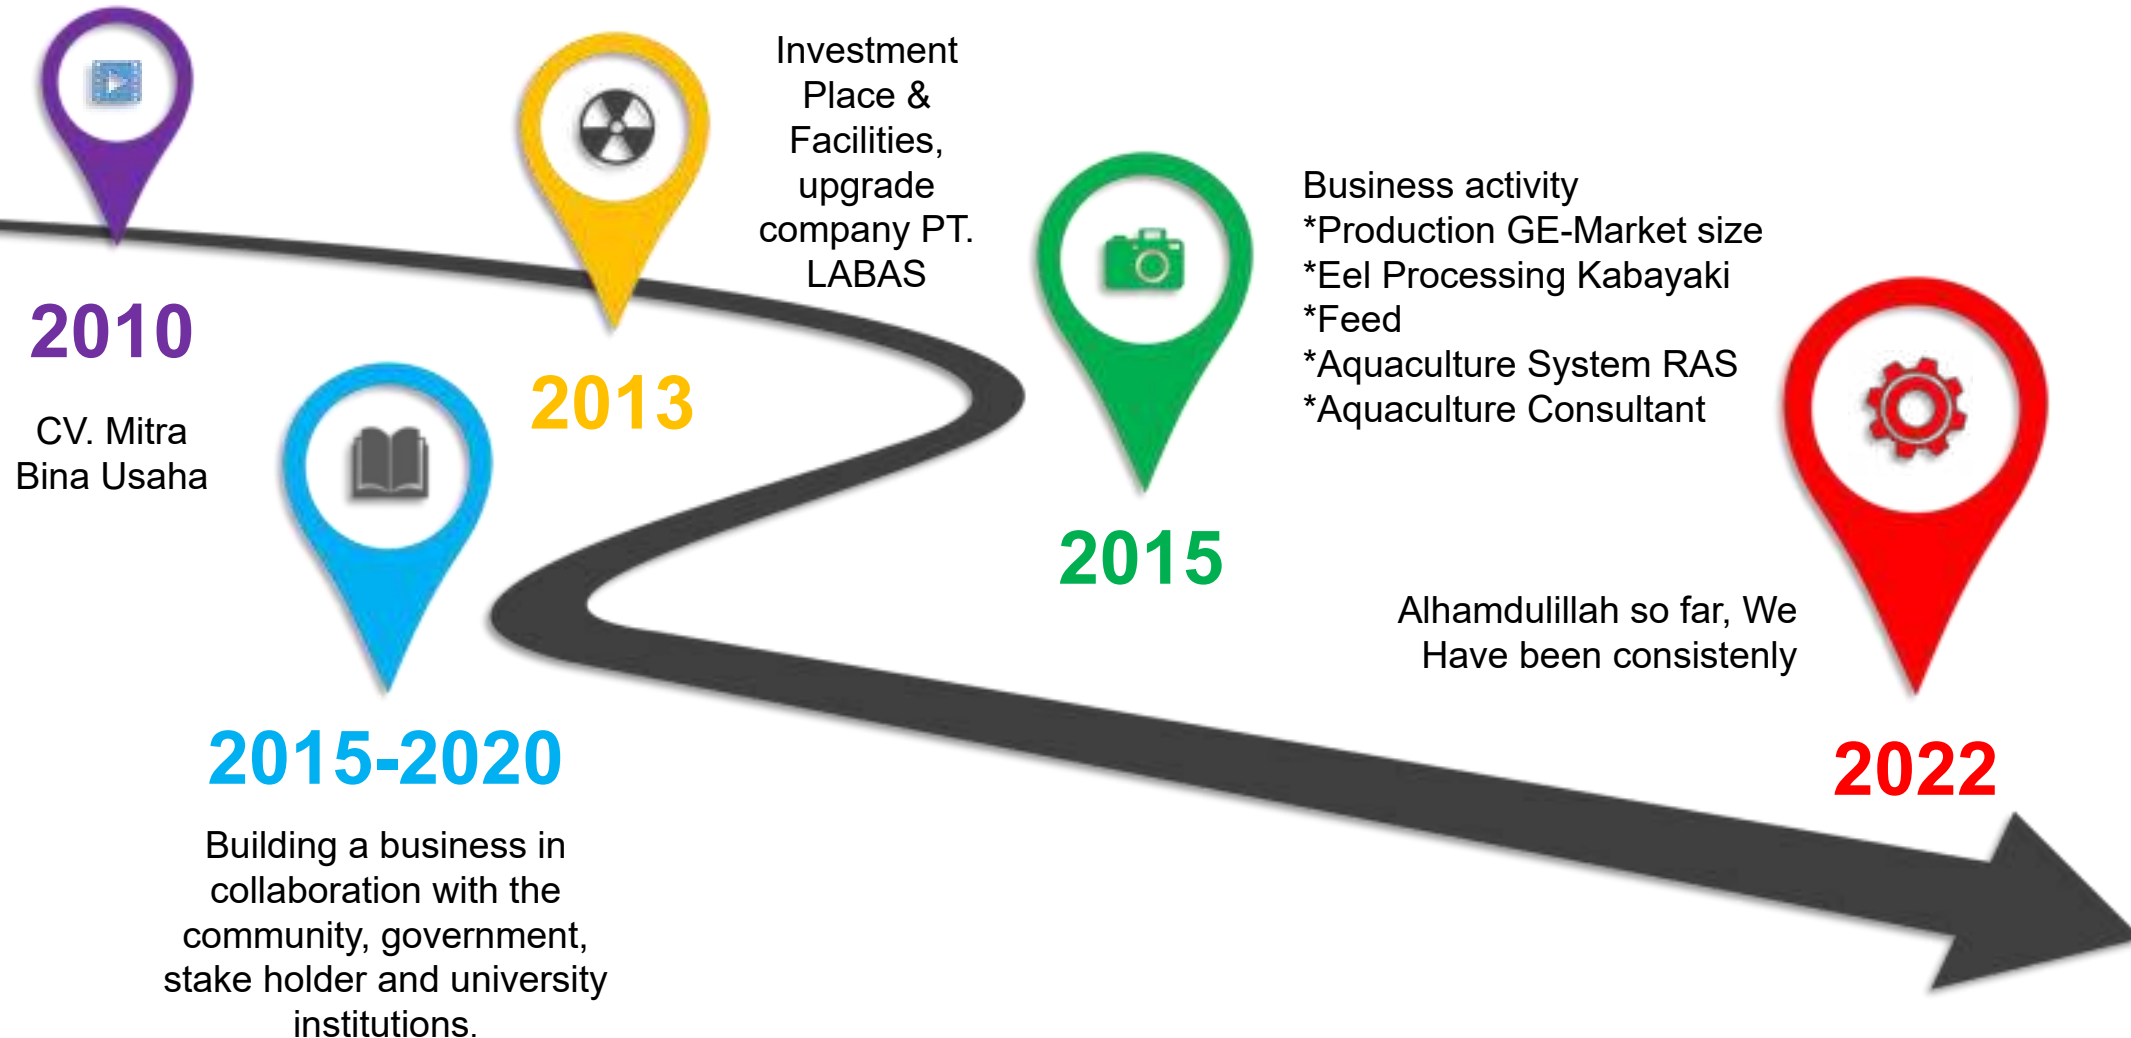 2010
CV. Mitra
Bina Usaha
2013
Investment
Place &
Facilities,
upgrade
company PT.
LABAS
2015
Business activity
*Production GE-Market size
*Eel Processing Kabayaki
*Feed
*Aquaculture System RAS
*Aquaculture Consultant
2015-2020
Building a business in
collaboration with the
community, government,
stake holder and university
institutions.
2022
Alhamdulillah so far, We
Have been consistenly